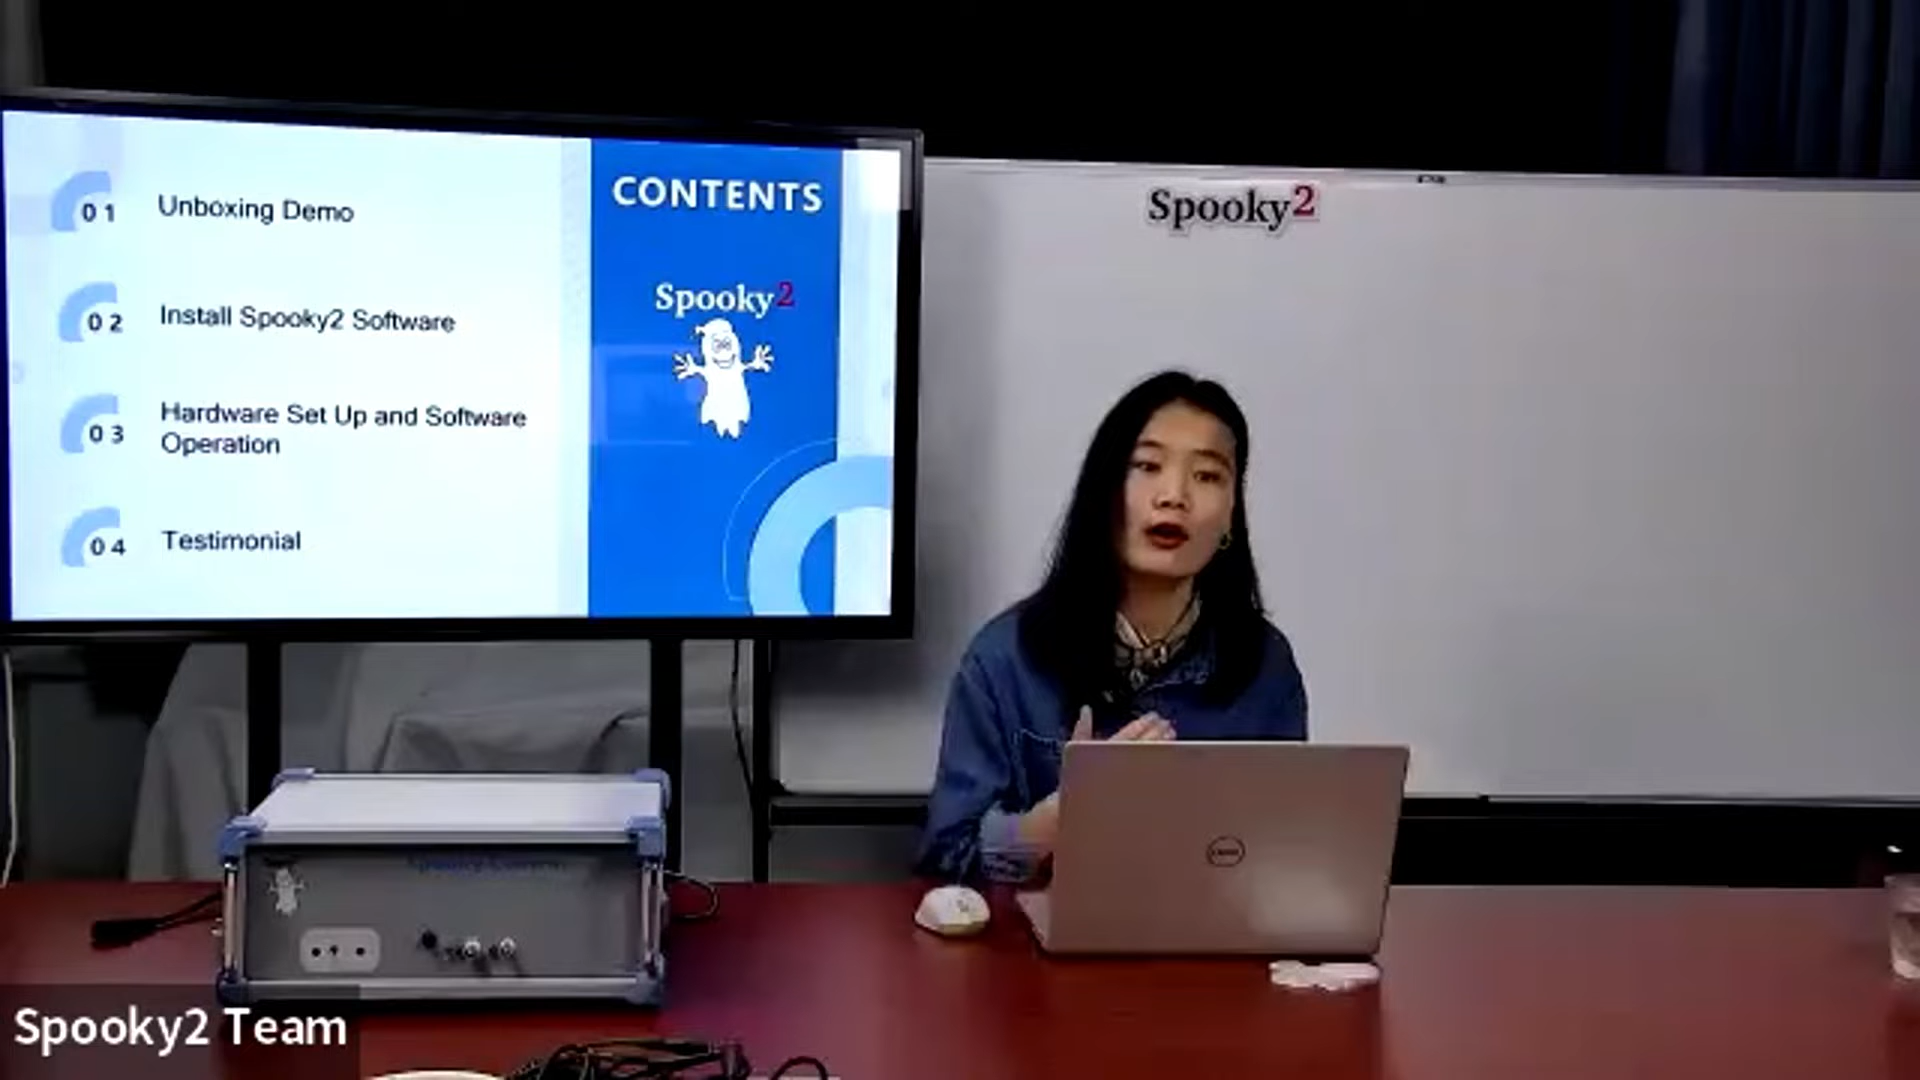 CONTENTS
Spooky2
01 Unboxing Demo
02 Install Spooky2 Software
03 Hardware Set Up and Software
Operation
04 Testimonial
Spooky2
DELL
Spooky2 Team